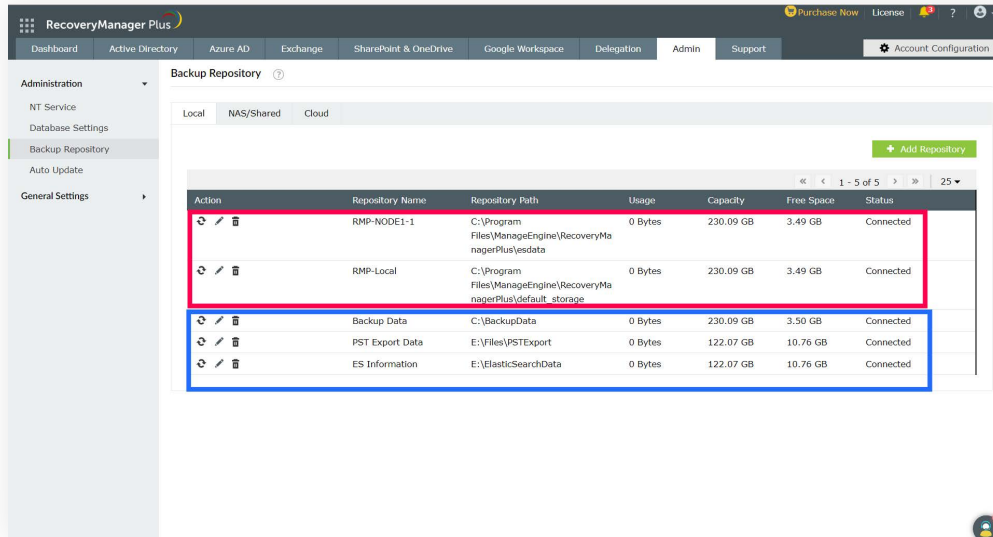 Purchase Now License 3 ?
RecoveryManager Plus
Dashboard Active Directory Azure AD Exchange SharePoint & OneDrive Google Workspace Delegation Admin Support Account Configuration
Administration
NT Service
Database Settings
Backup Repository
Auto Update
General Settings
Backup Repository ?
Local NAS/Shared Cloud
+ Add Repository
« < 1 - 5 of 5 > » 25
Action Repository Name Repository Path Usage Capacity Free Space Status
RMP-NODE1-1 C:\Program 0 Bytes 230.09 GB 3.49 GB Connected
Files\ManageEngine\RecoveryMa
nagerPlus\esdata
RMP-Local C:\Program 0 Bytes 230.09 GB 3.49 GB Connected
Files\ManageEngine\RecoveryMa
nagerPlus\default_storage
Backup Data C:\BackupData 0 Bytes 230.09 GB 3.50 GB Connected
PST Export Data E:\Files\PSTExport 0 Bytes 122.07 GB 10.76 GB Connected
ES Information E:\ElasticSearchData 0 Bytes 122.07 GB 10.76 GB Connected